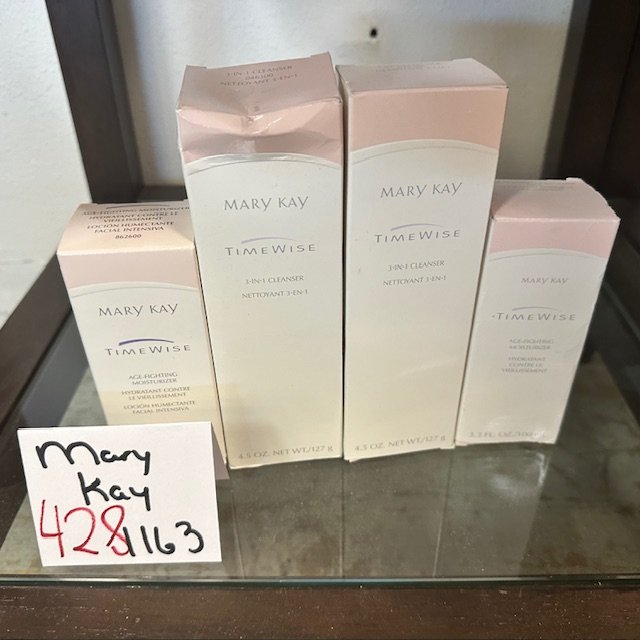 AGE-FIGHTING MOISTURIZER
HYDRATANT CONTRE LE
VIEILLISSEMENT
LOCIÓN HUMECTANTE
FACIAL INTENSIVA
862600
MARY KAY
TIMEWISE
AGE-FIGHTING
MOISTURIZER
HYDRATANT CONTRE
LE VIEILLISSEMENT
LOCIÓN HUMECTANTE
FACIAL INTENSIVA
3-IN-1 CLEANSER
NETTOYANT 3-EN-1
MARY KAY
TIMEWISE
3-IN-1 CLEANSER
NETTOYANT 3-EN-1
4.5 OZ. NET WT./127 g
MARY KAY
TIMEWISE
3-IN-1 CLEANSER
NETTOYANT 3-EN-1
4.5 OZ. NET WT./127 g
MARY KAY
TIMEWISE
AGE-FIGHTING
MOISTURIZER
HYDRATANT
CONTRE LE
VIEILLISSEMENT
3.3 FL. OZ.
Mary
Kay
428/1163